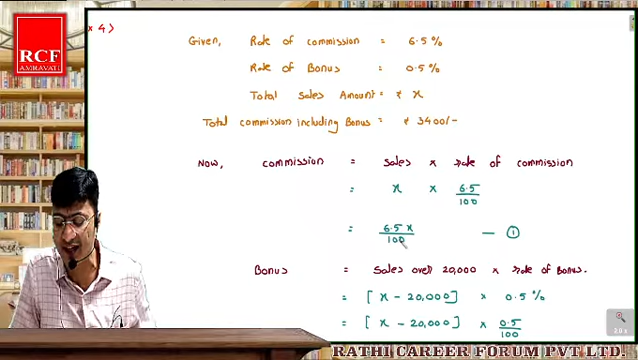 x 4)
RCF
AMRAVATI
Given, Rate of commission = 6.5%
Rate of Bonus = 0.5%
Total Sales Amount = ₹ x
Total commission including Bonus = ₹ 3400/-
Now, commission = Sales x rate of commission
= x x 6.5/100
= 6.5x/100 — ①
Bonus = Sales over 20,000 x rate of Bonus.
= [x - 20,000] x 0.5%
= [x - 20,000] x 0.5/100
RATHI CAREER FORUM PVT LTD.